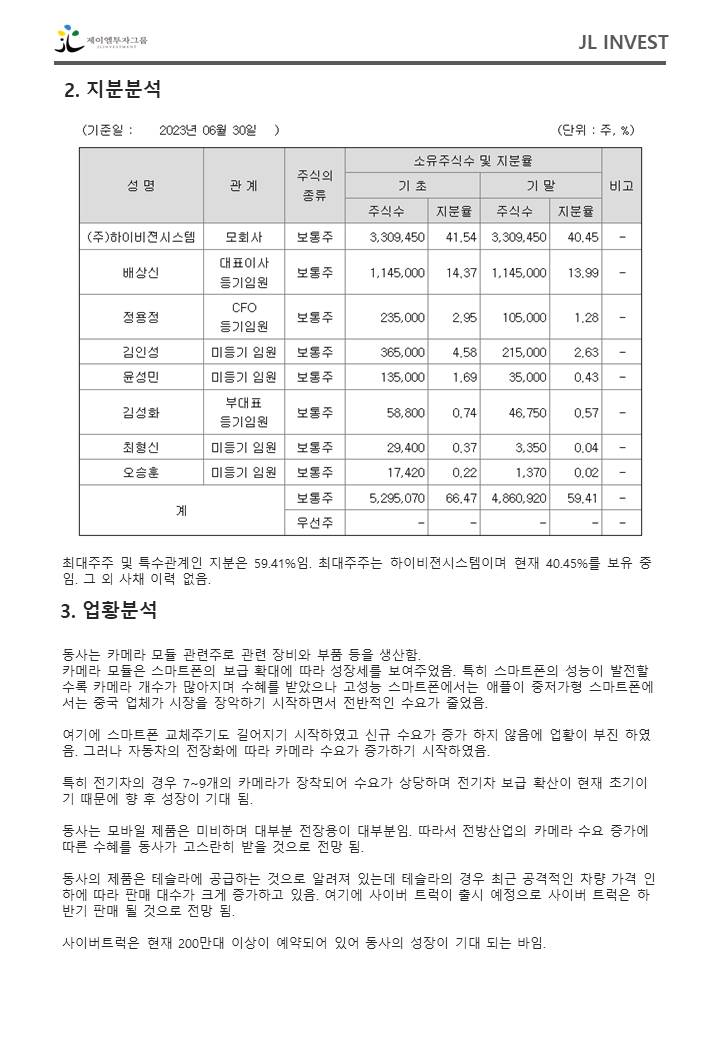 제이엘투자그룹
JLINVESTMENT
JL INVEST
2. 지분분석
(기준일 : 2023년 06월 30일 ) (단위 : 주, %)
성 명 관 계 주식의 종류 소유주식수 및 지분율 비고
기 초 기 말
주식수 지분율 주식수 지분율
(주)하이비젼시스템 모회사 보통주 3,309,450 41.54 3,309,450 40.45 -
배상신 대표이사 등기임원 보통주 1,145,000 14.37 1,145,000 13.99 -
정용정 CFO 등기임원 보통주 235,000 2.95 105,000 1.28 -
김인성 미등기 임원 보통주 365,000 4.58 215,000 2.63 -
윤성민 미등기 임원 보통주 135,000 1.69 35,000 0.43 -
김성화 부대표 등기임원 보통주 58,800 0.74 46,750 0.57 -
최형신 미등기 임원 보통주 29,400 0.37 3,350 0.04 -
오승훈 미등기 임원 보통주 17,420 0.22 1,370 0.02 -
계 보통주 5,295,070 66.47 4,860,920 59.41 -
우선주 - - - - -
최대주주 및 특수관계인 지분은 59.41%임. 최대주주는 하이비젼시스템이며 현재 40.45%를 보유 중
임. 그 외 사채 이력 없음.
3. 업황분석
동사는 카메라 모듈 관련주로 관련 장비와 부품 등을 생산함.
카메라 모듈은 스마트폰의 보급 확대에 따라 성장세를 보여주었음. 특히 스마트폰의 성능이 발전할
수록 카메라 개수가 많아지며 수혜를 받았으나 고성능 스마트폰에서는 애플이 중저가형 스마트폰에
서는 중국 업체가 시장을 장악하기 시작하면서 전반적인 수요가 줄었음.
여기에 스마트폰 교체주기도 길어지기 시작하였고 신규 수요가 증가 하지 않음에 업황이 부진 하였
음. 그러나 자동차의 전장화에 따라 카메라 수요가 증가하기 시작하였음.
특히 전기차의 경우 7~9개의 카메라가 장착되어 수요가 상당하며 전기차 보급 확산이 현재 초기이
기 때문에 향 후 성장이 기대 됨.
동사는 모바일 제품은 미비하며 대부분 전장용이 대부분임. 따라서 전방산업의 카메라 수요 증가에
따른 수혜를 동사가 고스란히 받을 것으로 전망 됨.
동사의 제품은 테슬라에 공급하는 것으로 알려져 있는데 테슬라의 경우 최근 공격적인 차량 가격 인
하에 따라 판매 대수가 크게 증가하고 있음. 여기에 사이버 트럭이 출시 예정으로 사이버 트럭은 하
반기 판매 될 것으로 전망 됨.
사이버트럭은 현재 200만대 이상이 예약되어 있어 동사의 성장이 기대 되는 바임.